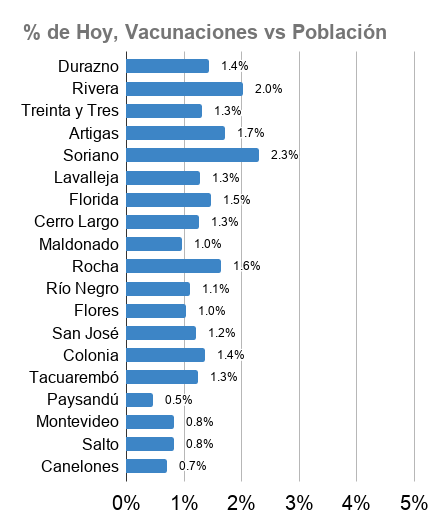 % de Hoy, Vacunaciones vs Población
Durazno 1.4%
Rivera 2.0%
Treinta y Tres 1.3%
Artigas 1.7%
Soriano 2.3%
Lavalleja 1.3%
Florida 1.5%
Cerro Largo 1.3%
Maldonado 1.0%
Rocha 1.6%
Río Negro 1.1%
Flores 1.0%
San José 1.2%
Colonia 1.4%
Tacuarembó 1.3%
Paysandú 0.5%
Montevideo 0.8%
Salto 0.8%
Canelones 0.7%
0% 1% 2% 3% 4% 5%